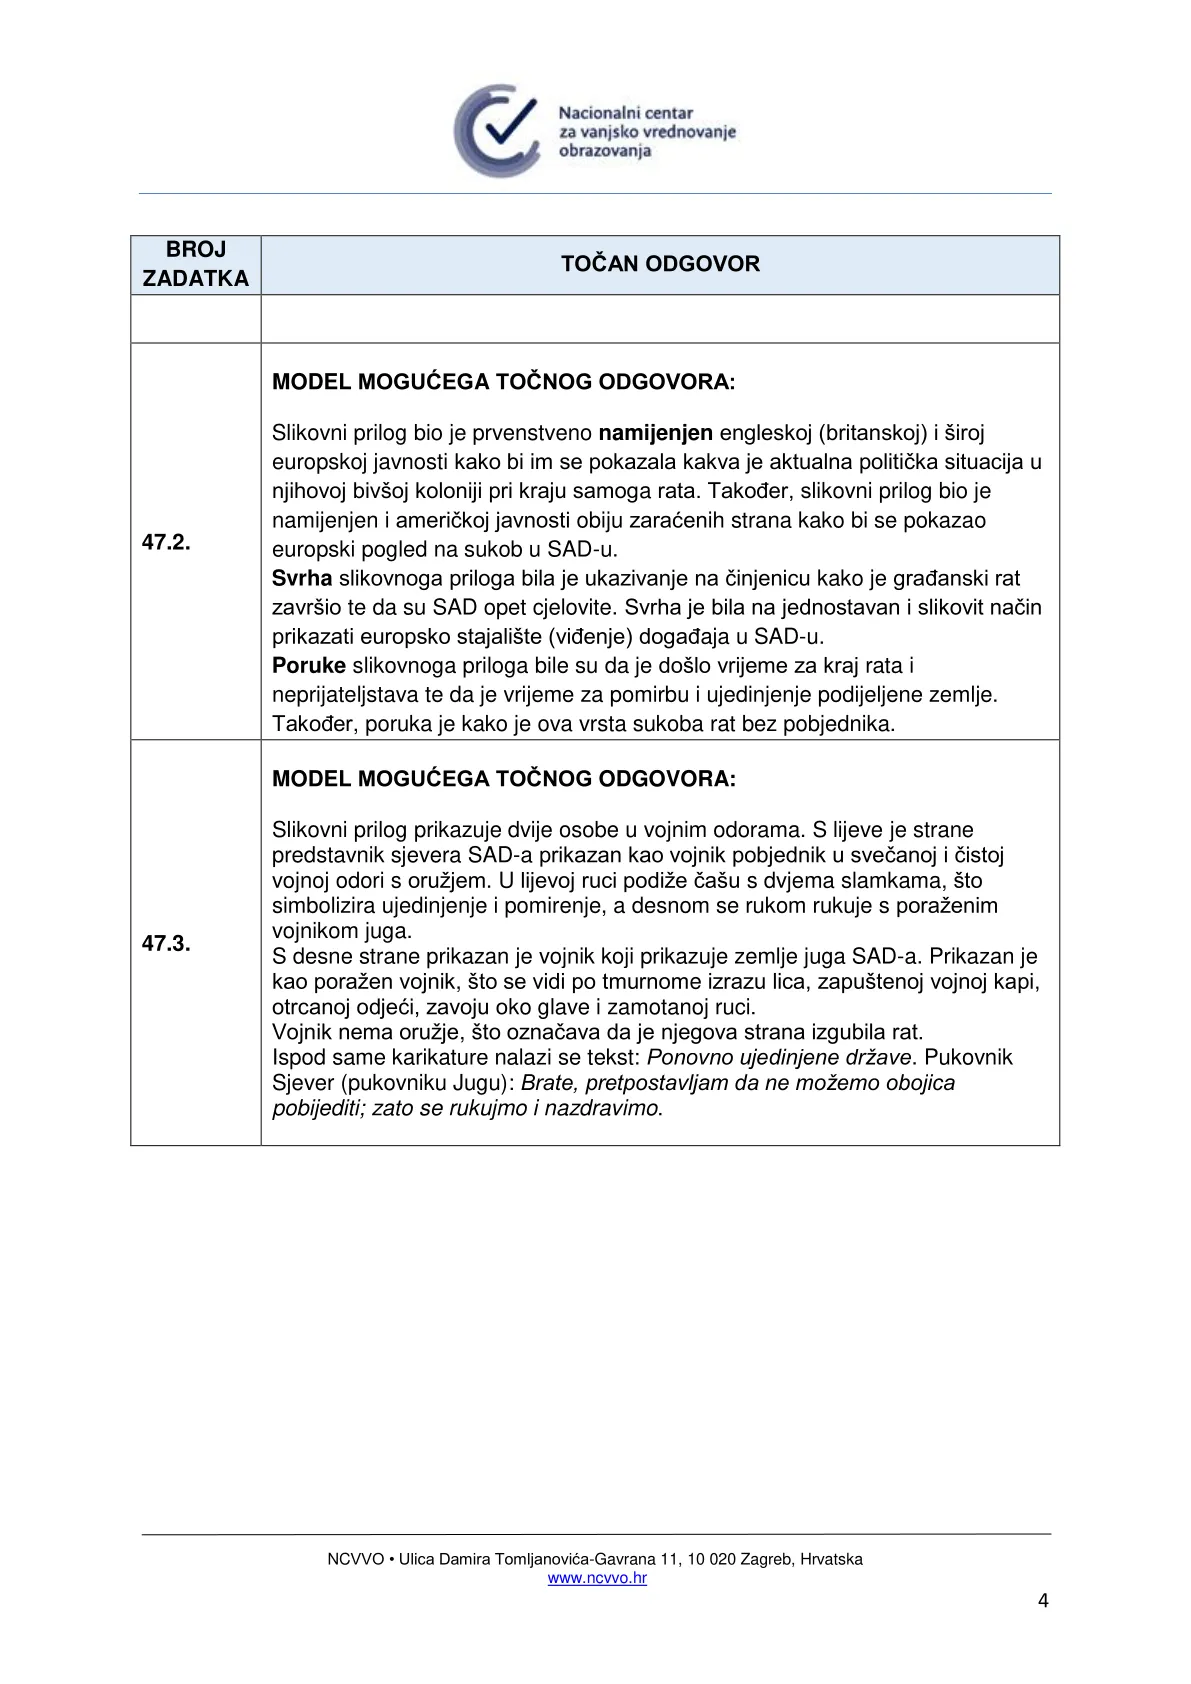 Nacionalni centar
za vanjsko vrednovanje
obrazovanja
BROJ
ZADATKA
TOČAN ODGOVOR
47.2.
MODEL MOGUĆEGA TOČNOG ODGOVORA:
Slikovni prilog bio je prvenstveno namijenjen engleskoj (britanskoj) i široj
europskoj javnosti kako bi im se pokazala kakva je aktualna politička situacija u
njihovoj bivšoj koloniji pri kraju samoga rata. Također, slikovni prilog bio je
namijenjen i američkoj javnosti obiju zaraćenih strana kako bi se pokazao
europski pogled na sukob u SAD-u.
Svrha slikovnoga priloga bila je ukazivanje na činjenicu kako je građanski rat
završio te da su SAD opet cjelovite. Svrha je bila na jednostavan i slikovit način
prikazati europsko stajalište (viđenje) događaja u SAD-u.
Poruke slikovnoga priloga bile su da je došlo vrijeme za kraj rata i
neprijateljstava te da je vrijeme za pomirbu i ujedinjenje podijeljene zemlje.
Također, poruka je kako je ova vrsta sukoba rat bez pobjednika.
47.3.
MODEL MOGUĆEGA TOČNOG ODGOVORA:
Slikovni prilog prikazuje dvije osobe u vojnim odorama. S lijeve je strane
predstavnik sjevera SAD-a prikazan kao vojnik pobjednik u svečanoj i čistoj
vojnoj odori s oružjem. U lijevoj ruci podiže čašu s dvjema slamkama, što
simbolizira ujedinjenje i pomirenje, a desnom se rukom rukuje s poraženim
vojnikom juga.
S desne strane prikazan je vojnik koji prikazuje zemlje juga SAD-a. Prikazan je
kao poražen vojnik, što se vidi po tmurnome izrazu lica, zapuštenoj vojnoj kapi,
otrcanoj odjeći, zavoju oko glave i zamotanoj ruci.
Vojnik nema oružje, što označava da je njegova strana izgubila rat.
Ispod same karikature nalazi se tekst: Ponovno ujedinjene države. Pukovnik
Sjever (pukovniku Jugu): Brate, pretpostavljam da ne možemo obojica
pobijediti; zato se rukujmo i nazdravimo.
NCVVO • Ulica Damira Tomljanovića-Gavrana 11, 10 020 Zagreb, Hrvatska
www.ncvvo.hr
4